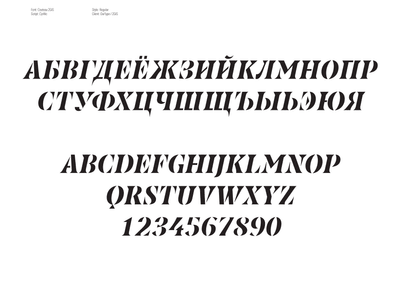 АБВГДЕЁЖЗИЙКЛМНОПР
СТУФХЦЧШЩЪЫЬЭЮЯ
ABCDEFGHIJKLMNOP
QRSTUVWXYZ
1234567890